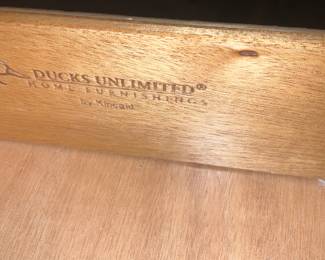 DUCKS UNLIMITED®
HOME FURNISHINGS
by Kincaid